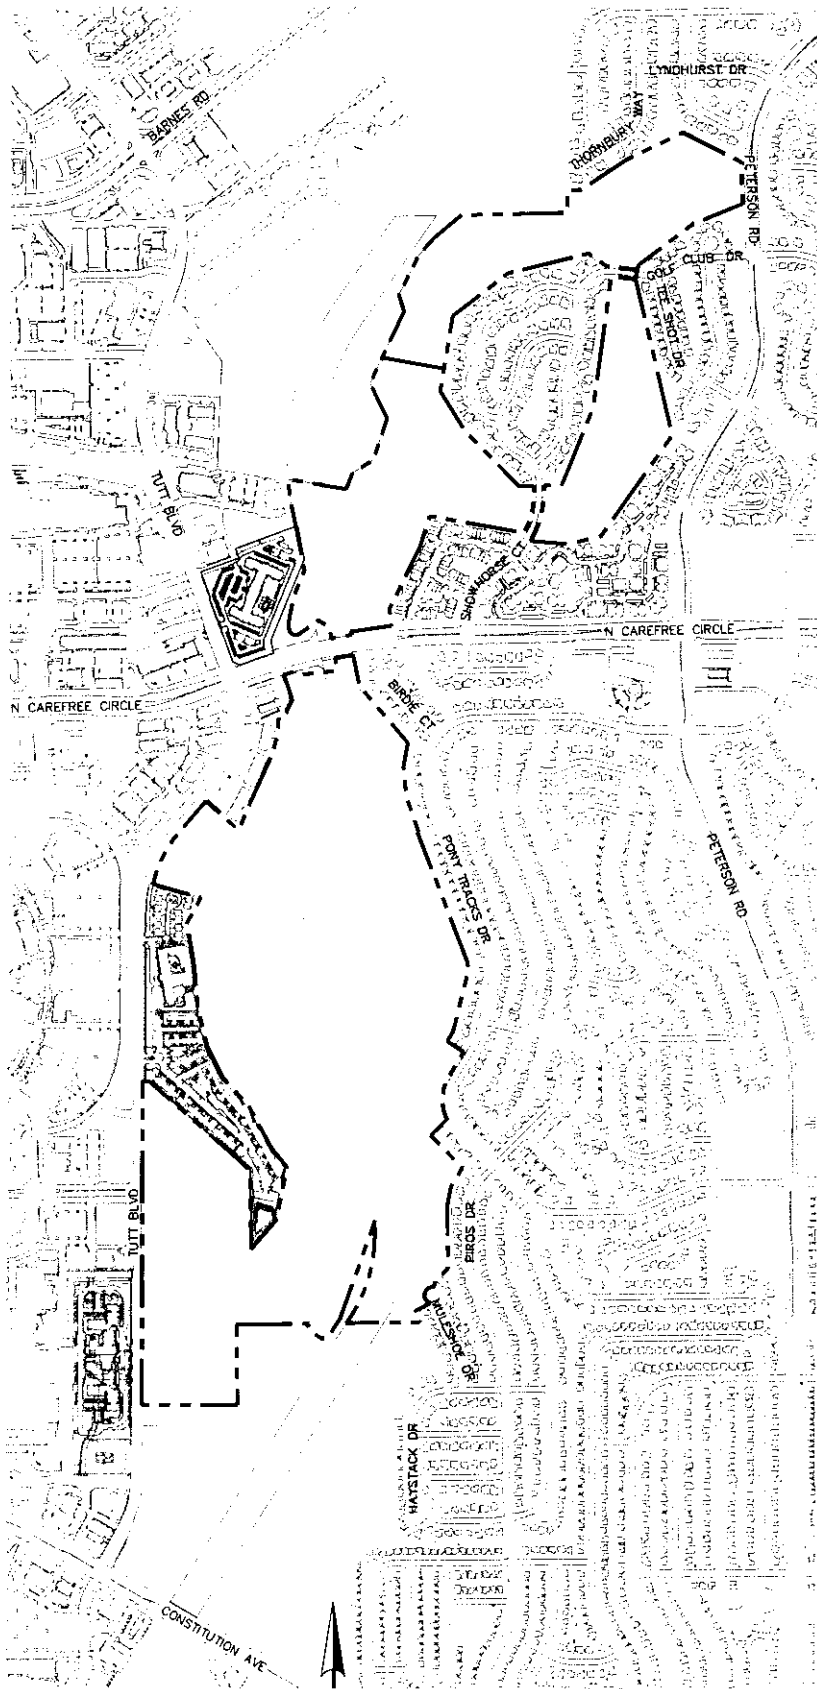 LYNDHURST DR
BARNES RD
THORNBURY WAY
PETERSON RD
CLUB DR
GOLF
TEE SHOT DR
TUTT BLVD
SHOWHORSE CT
N CAREFREE CIRCLE
BIRDIE CT
N CAREFREE CIRCLE
PONY TRACKS DR
PETERSON RD
TUTT BLVD
PIROS DR
MULESHOE DR
HAYSTACK DR
CONSTITUTION AVE